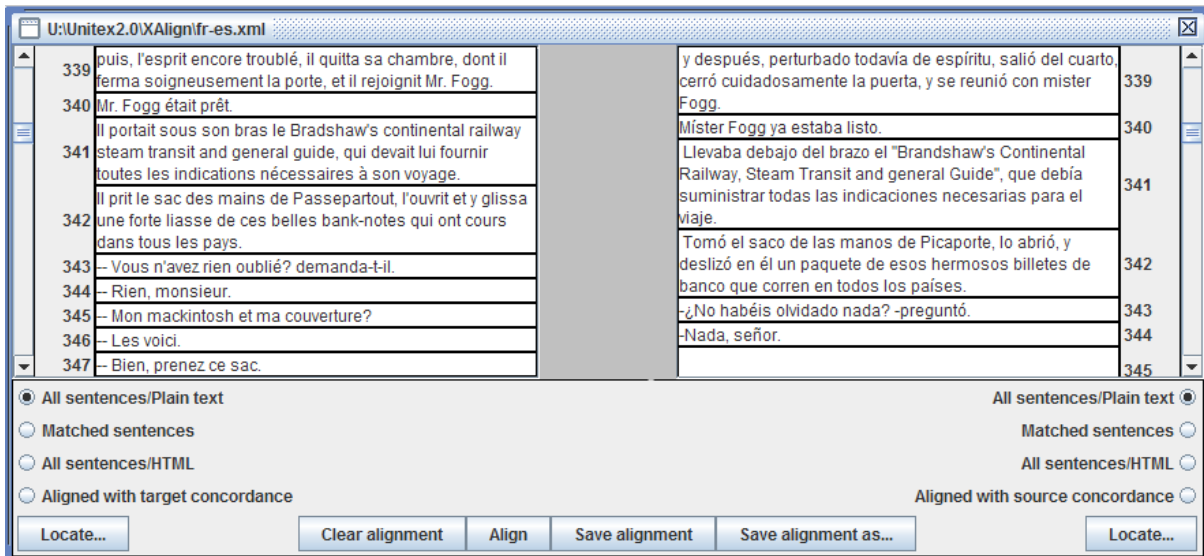 U:\Unitex2.0\XAlign\fr-es.xml
339
puis, l'esprit encore troublé, il quitta sa chambre, dont il
ferma soigneusement la porte, et il rejoignit Mr. Fogg.
340
Mr. Fogg était prêt.
341
Il portait sous son bras le Bradshaw's continental railway
steam transit and general guide, qui devait lui fournir
toutes les indications nécessaires à son voyage.
342
Il prit le sac des mains de Passepartout, l'ouvrit et y glissa
une forte liasse de ces belles bank-notes qui ont cours
dans tous les pays.
343
-- Vous n'avez rien oublié? demanda-t-il.
344
-- Rien, monsieur.
345
-- Mon mackintosh et ma couverture?
346
-- Les voici.
347
-- Bien, prenez ce sac.
y después, perturbado todavía de espíritu, salió del cuarto,
cerró cuidadosamente la puerta, y se reunió con mister
Fogg.
339
Míster Fogg ya estaba listo.
340
Llevaba debajo del brazo el "Brandshaw's Continental
Railway, Steam Transit and general Guide", que debía
suministrar todas las indicaciones necesarias para el
viaje.
341
Tomó el saco de las manos de Picaporte, lo abrió, y
deslizó en él un paquete de esos hermosos billetes de
banco que corren en todos los países.
342
-¿No habéis olvidado nada? -preguntó.
343
-Nada, señor.
344
345
All sentences/Plain text
Matched sentences
All sentences/HTML
Aligned with target concordance
All sentences/Plain text
Matched sentences
All sentences/HTML
Aligned with source concordance
Locate...
Clear alignment
Align
Save alignment
Save alignment as...
Locate...